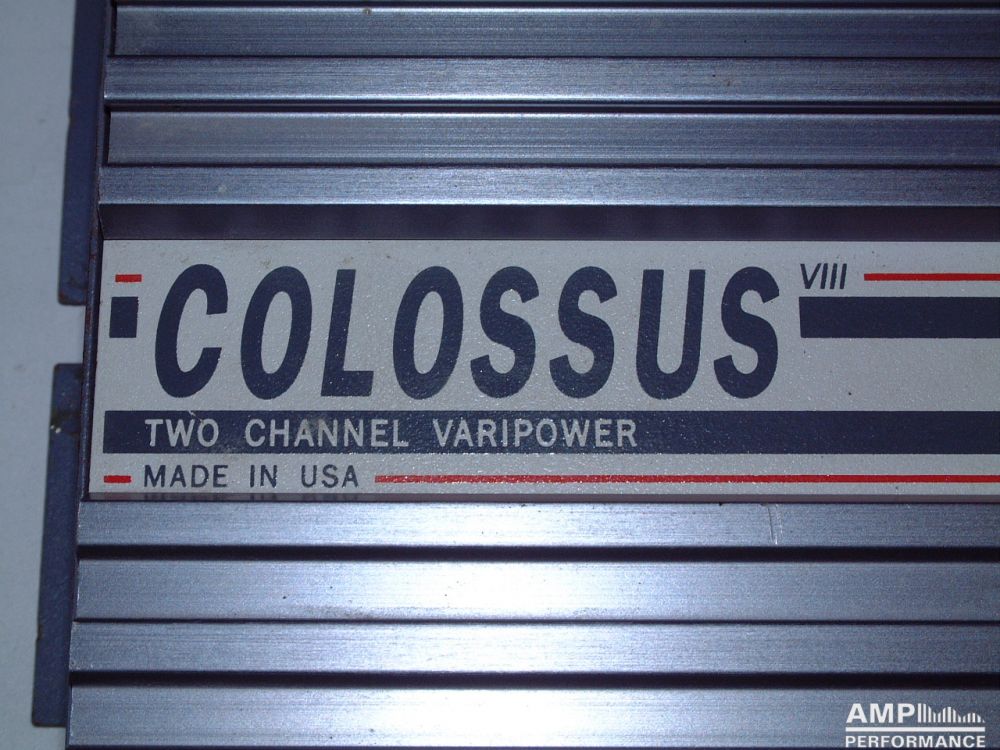 COLOSSUS VIII
TWO CHANNEL VARIPOWER
MADE IN USA
AMP
PERFORMANCE